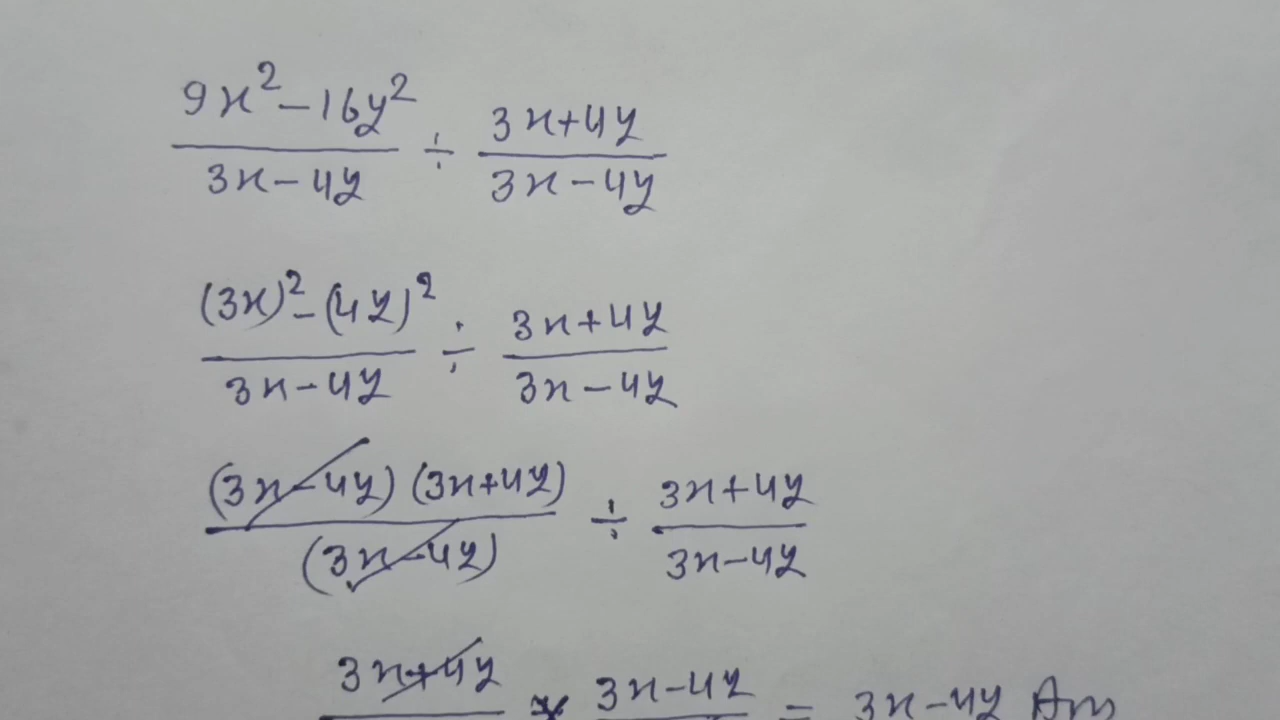 9x²-16y²/3x-4y ÷ 3x+4y/3x-4y
(3x)²-(4y)²/3x-4y ÷ 3x+4y/3x-4y
(3x-4y)(3x+4y)/(3x-4y) ÷ 3x+4y/3x-4y
3x+4y × 3x-4y = 3x-4y Ans